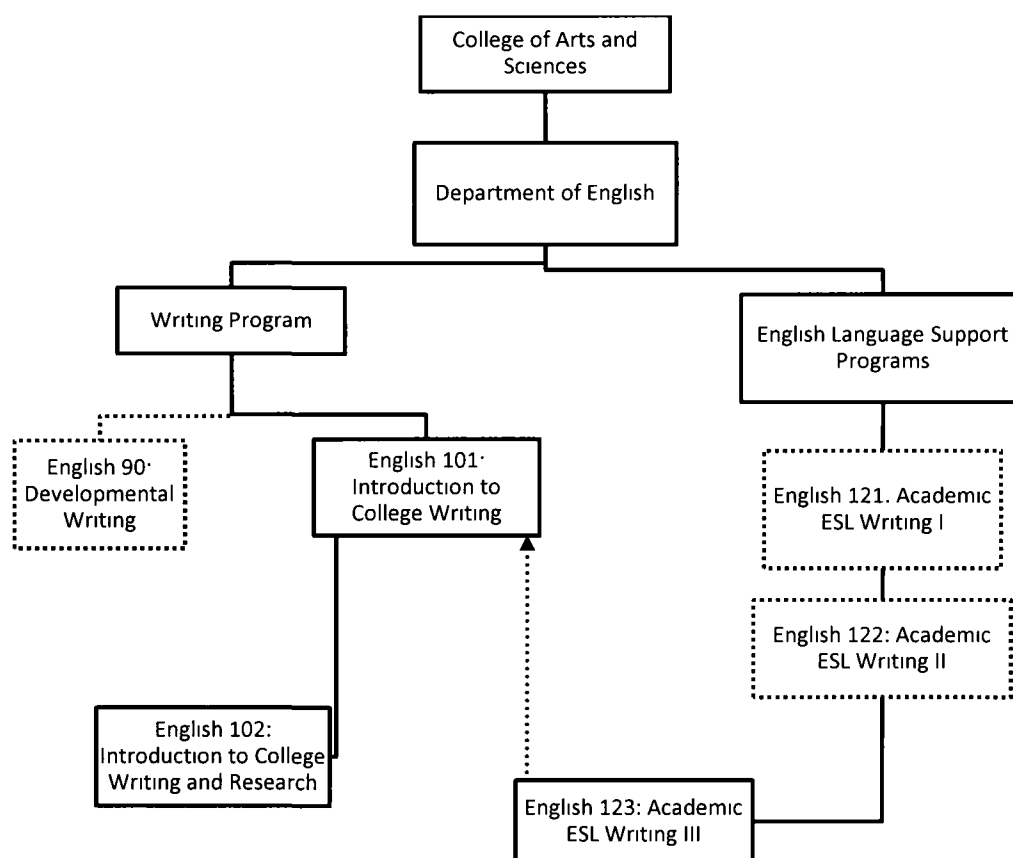 College of Arts and
Sciences
Department of English
Writing Program
English Language Support
Programs
English 90·
Developmental
Writing
English 101·
Introduction to
College Writing
English 121. Academic
ESL Writing I
English 122: Academic
ESL Writing II
English 102:
Introduction to College
Writing and Research
English 123: Academic
ESL Writing III